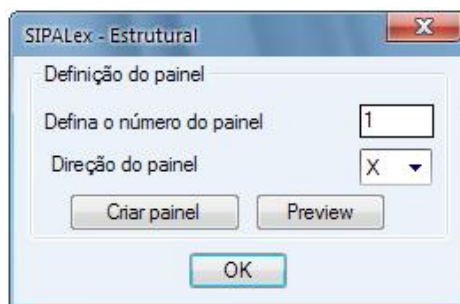 SIPALex - Estrutural
Definição do painel
Defina o número do painel 1
Direção do painel X
Criar painel Preview
OK